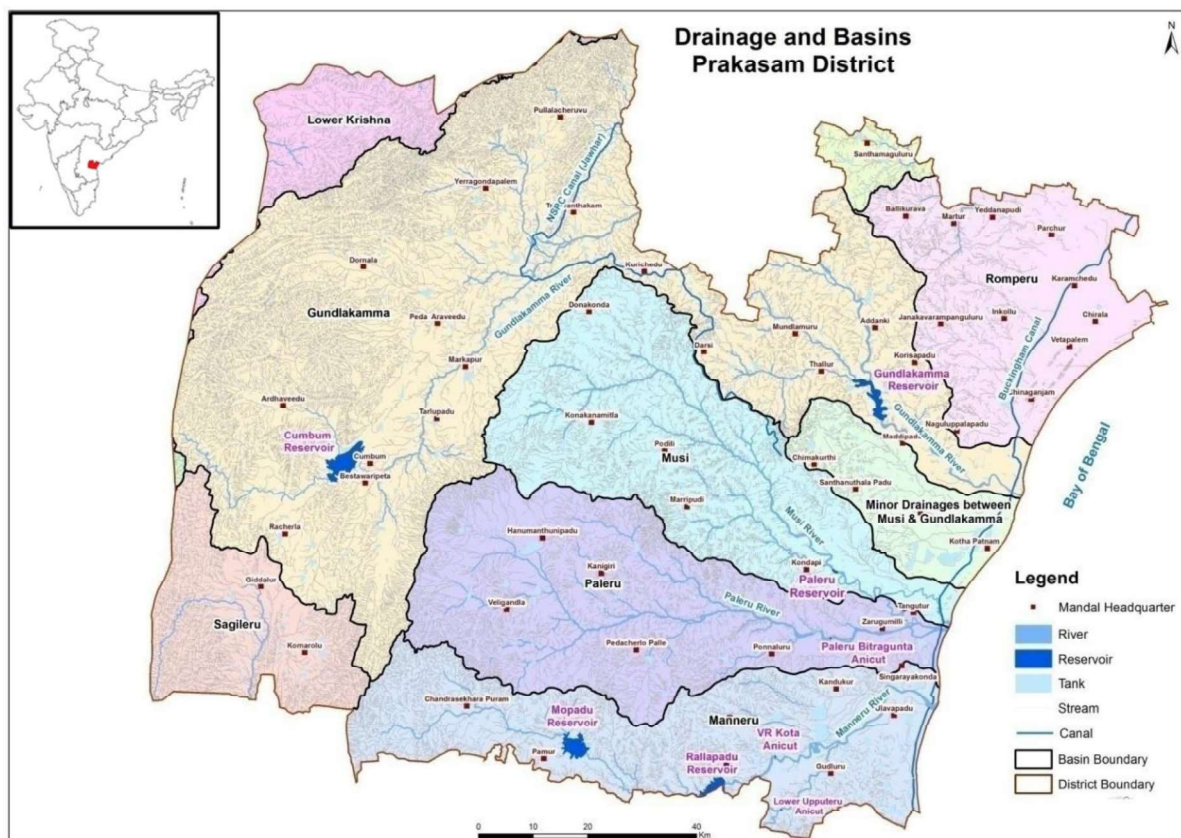 Drainage and Basins
Prakasam District
N
Lower Krishna
Pullalacheruvu
Santhamaguluru
NSPC Canal (Jawhar)
Yerragondapalem
Ballikurava
Martur
Yeddanapudi
Parchur
Dornala
Kurichedu
Romperu
Karamchedu
Gundlakamma
Gundlakamma River
Donakonda
Peda Araveedu
Mundlamuru
Addanki
Janakavarampanguluru
Inkollu
Chirala
Buckingham Canal
Vetapalem
Darsi
Korisapadu
Markapur
Thallur
Gundlakamma
Reservoir
Ardhaveedu
Tarlupadu
Konakanamitla
Chinaganjam
Naguluppalapadu
Gundlakamma River
Maddipadu
Cumbum
Reservoir
Cumbum
Bestawaripeta
Podili
Musi
Chimakurthi
Santhanuthala Padu
Bay of Bengal
Marripudi
Musi River
Minor Drainages between
Musi & Gundlakamma
Racherla
Hanumanthunipadu
Kotha Patnam
Kanigiri
Paleru
Kondapi
Paleru
Reservoir
Giddalur
Veligandla
Paleru River
Tangutur
Zarugumilli
Sagileru
Komarolu
Pedacherlo Palle
Ponnaluru
Paleru Bitragunta
Anicut
Singarayakonda
Kandukur
Chandrasekhara Puram
Mopadu
Reservoir
Manneru
Manneru River
Ulavapadu
VR Kota
Anicut
Pamur
Rallapadu
Reservoir
Gudluru
Lower Upputeru
Anicut
Legend
Mandal Headquarter
River
Reservoir
Tank
Stream
Canal
Basin Boundary
District Boundary
0 10 20 40
Km